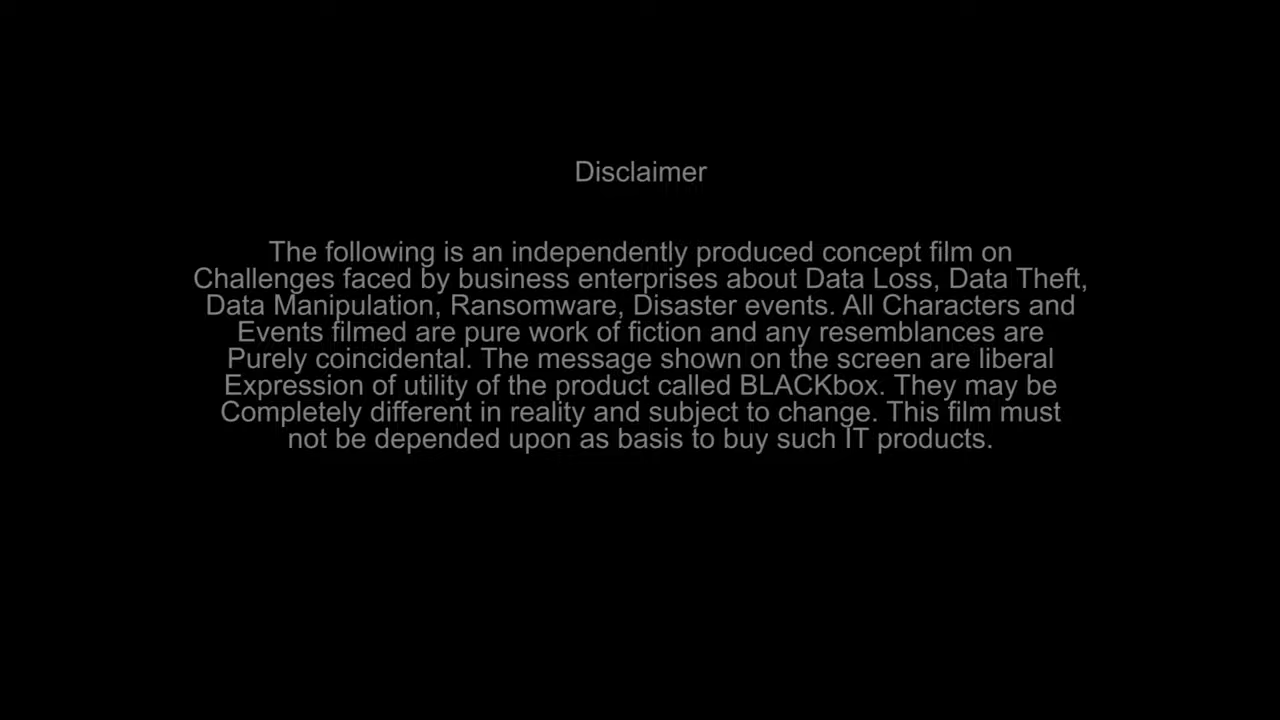 Disclaimer
The following is an independently produced concept film on
Challenges faced by business enterprises about Data Loss, Data Theft,
Data Manipulation, Ransomware, Disaster events. All Characters and
Events filmed are pure work of fiction and any resemblances are
Purely coincidental. The message shown on the screen are liberal
Expression of utility of the product called BLACKbox. They may be
Completely different in reality and subject to change. This film must
not be depended upon as basis to buy such IT products.